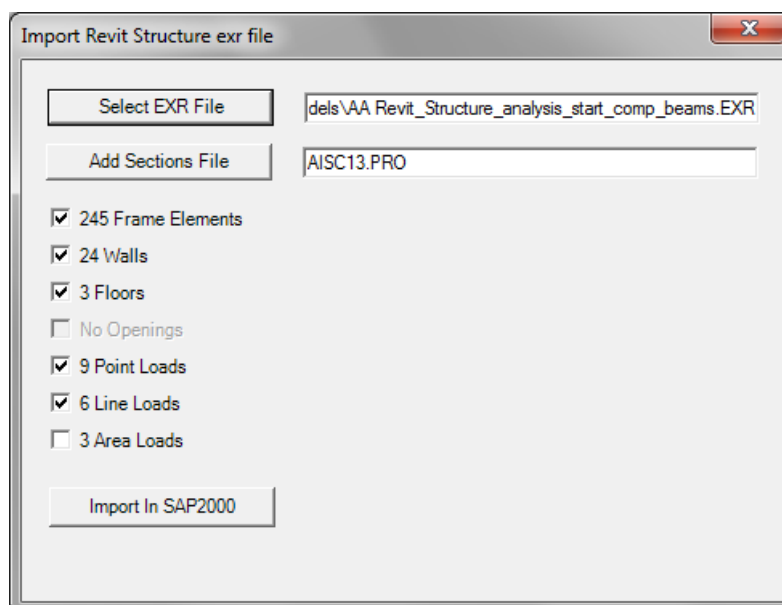 Import Revit Structure exr file
Select EXR File
dels\AA Revit_Structure_analysis_start_comp_beams.EXR
Add Sections File
AISC13.PRO
245 Frame Elements
24 Walls
3 Floors
No Openings
9 Point Loads
6 Line Loads
3 Area Loads
Import In SAP2000